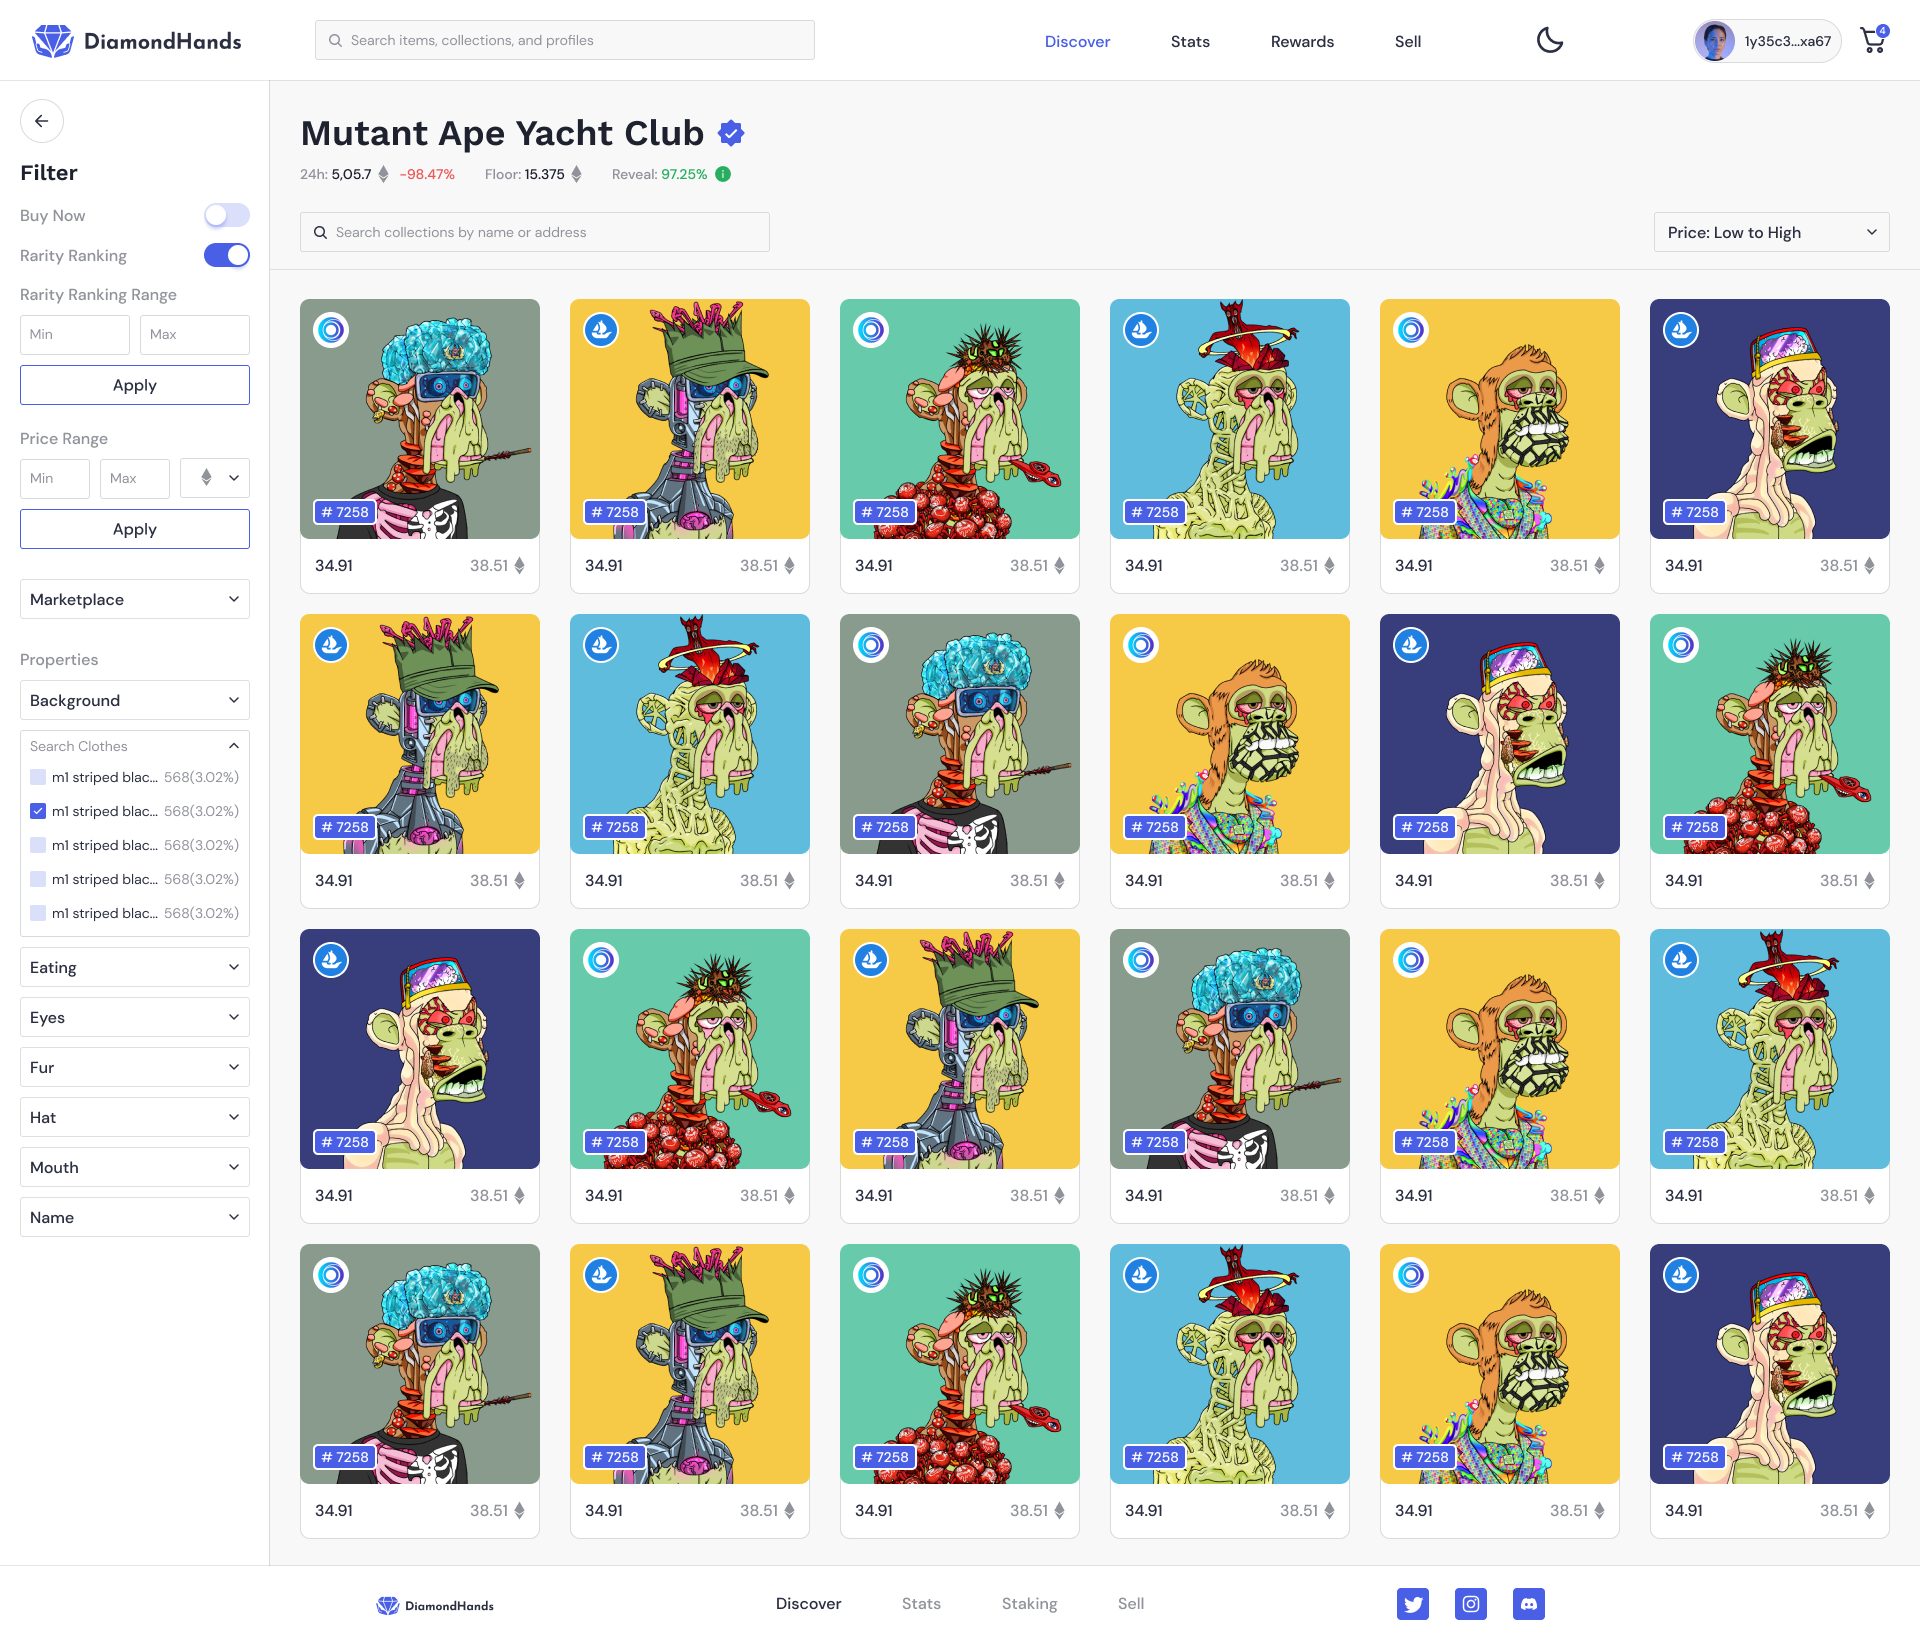 DiamondHands
Search items, collections, and profiles
Discover
Stats
Rewards
Sell
1y35c3...xa67
4
Filter
Buy Now
Rarity Ranking
Rarity Ranking Range
Min
Max
Apply
Price Range
Min
Max
Apply
Marketplace
Properties
Background
Search Clothes
m1 striped blac... 568(3.02%)
m1 striped blac... 568(3.02%)
m1 striped blac... 568(3.02%)
m1 striped blac... 568(3.02%)
m1 striped blac... 568(3.02%)
Eating
Eyes
Fur
Hat
Mouth
Name
Mutant Ape Yacht Club
24h: 5,05.7 -98.47% Floor: 15.375 Reveal: 97.25%
Search collections by name or address
Price: Low to High
# 7258 # 7258 # 7258 # 7258 # 7258 # 7258
34.91 38.51 34.91 38.51 34.91 38.51 34.91 38.51 34.91 38.51 34.91 38.51
# 7258 # 7258 # 7258 # 7258 # 7258 # 7258
34.91 38.51 34.91 38.51 34.91 38.51 34.91 38.51 34.91 38.51 34.91 38.51
# 7258 # 7258 # 7258 # 7258 # 7258 # 7258
34.91 38.51 34.91 38.51 34.91 38.51 34.91 38.51 34.91 38.51 34.91 38.51
# 7258 # 7258 # 7258 # 7258 # 7258 # 7258
34.91 38.51 34.91 38.51 34.91 38.51 34.91 38.51 34.91 38.51 34.91 38.51
DiamondHands
Discover
Stats
Staking
Sell